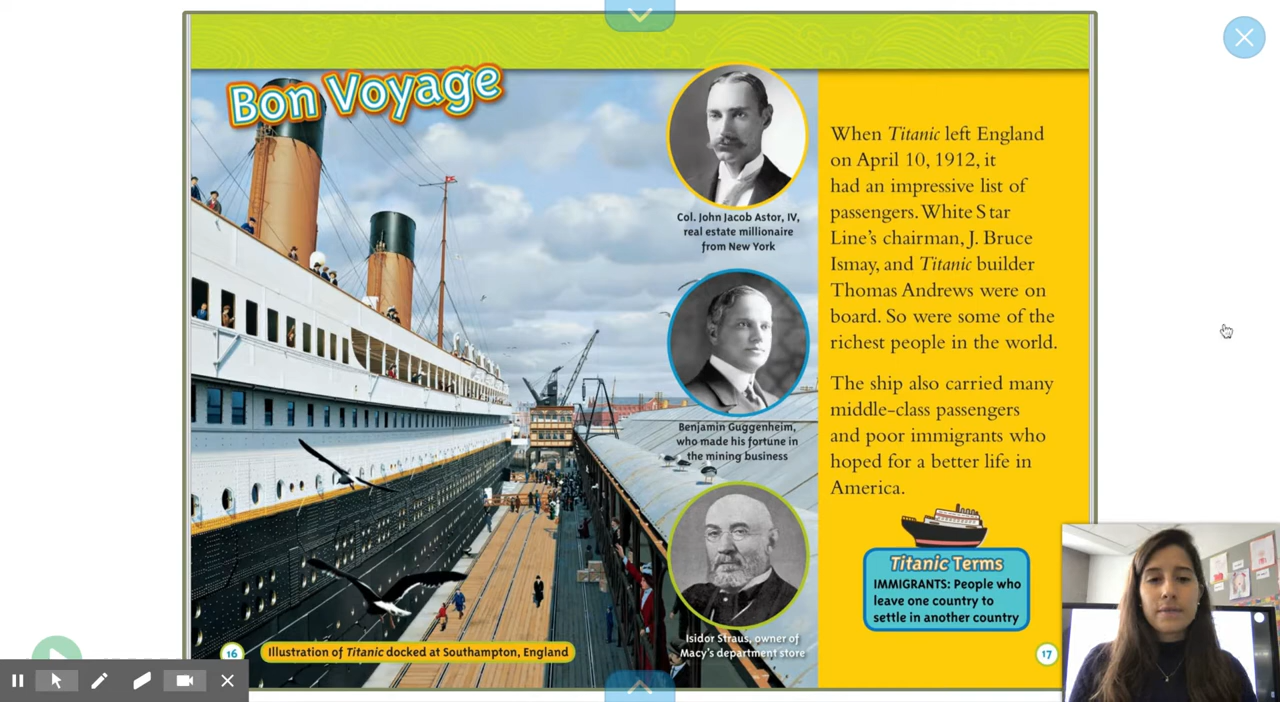 Bon Voyage
Col. John Jacob Astor, IV,
real estate millionaire
from New York
Benjamin Guggenheim,
who made his fortune in
the mining business
Isidor Straus, owner of
Macy's department store
16
Illustration of Titanic docked at Southampton, England
When Titanic left England
on April 10, 1912, it
had an impressive list of
passengers. White Star
Line's chairman, J. Bruce
Ismay, and Titanic builder
Thomas Andrews were on
board. So were some of the
richest people in the world.
The ship also carried many
middle-class passengers
and poor immigrants who
hoped for a better life in
America.
Titanic Terms
IMMIGRANTS: People who
leave one country to
settle in another country
17